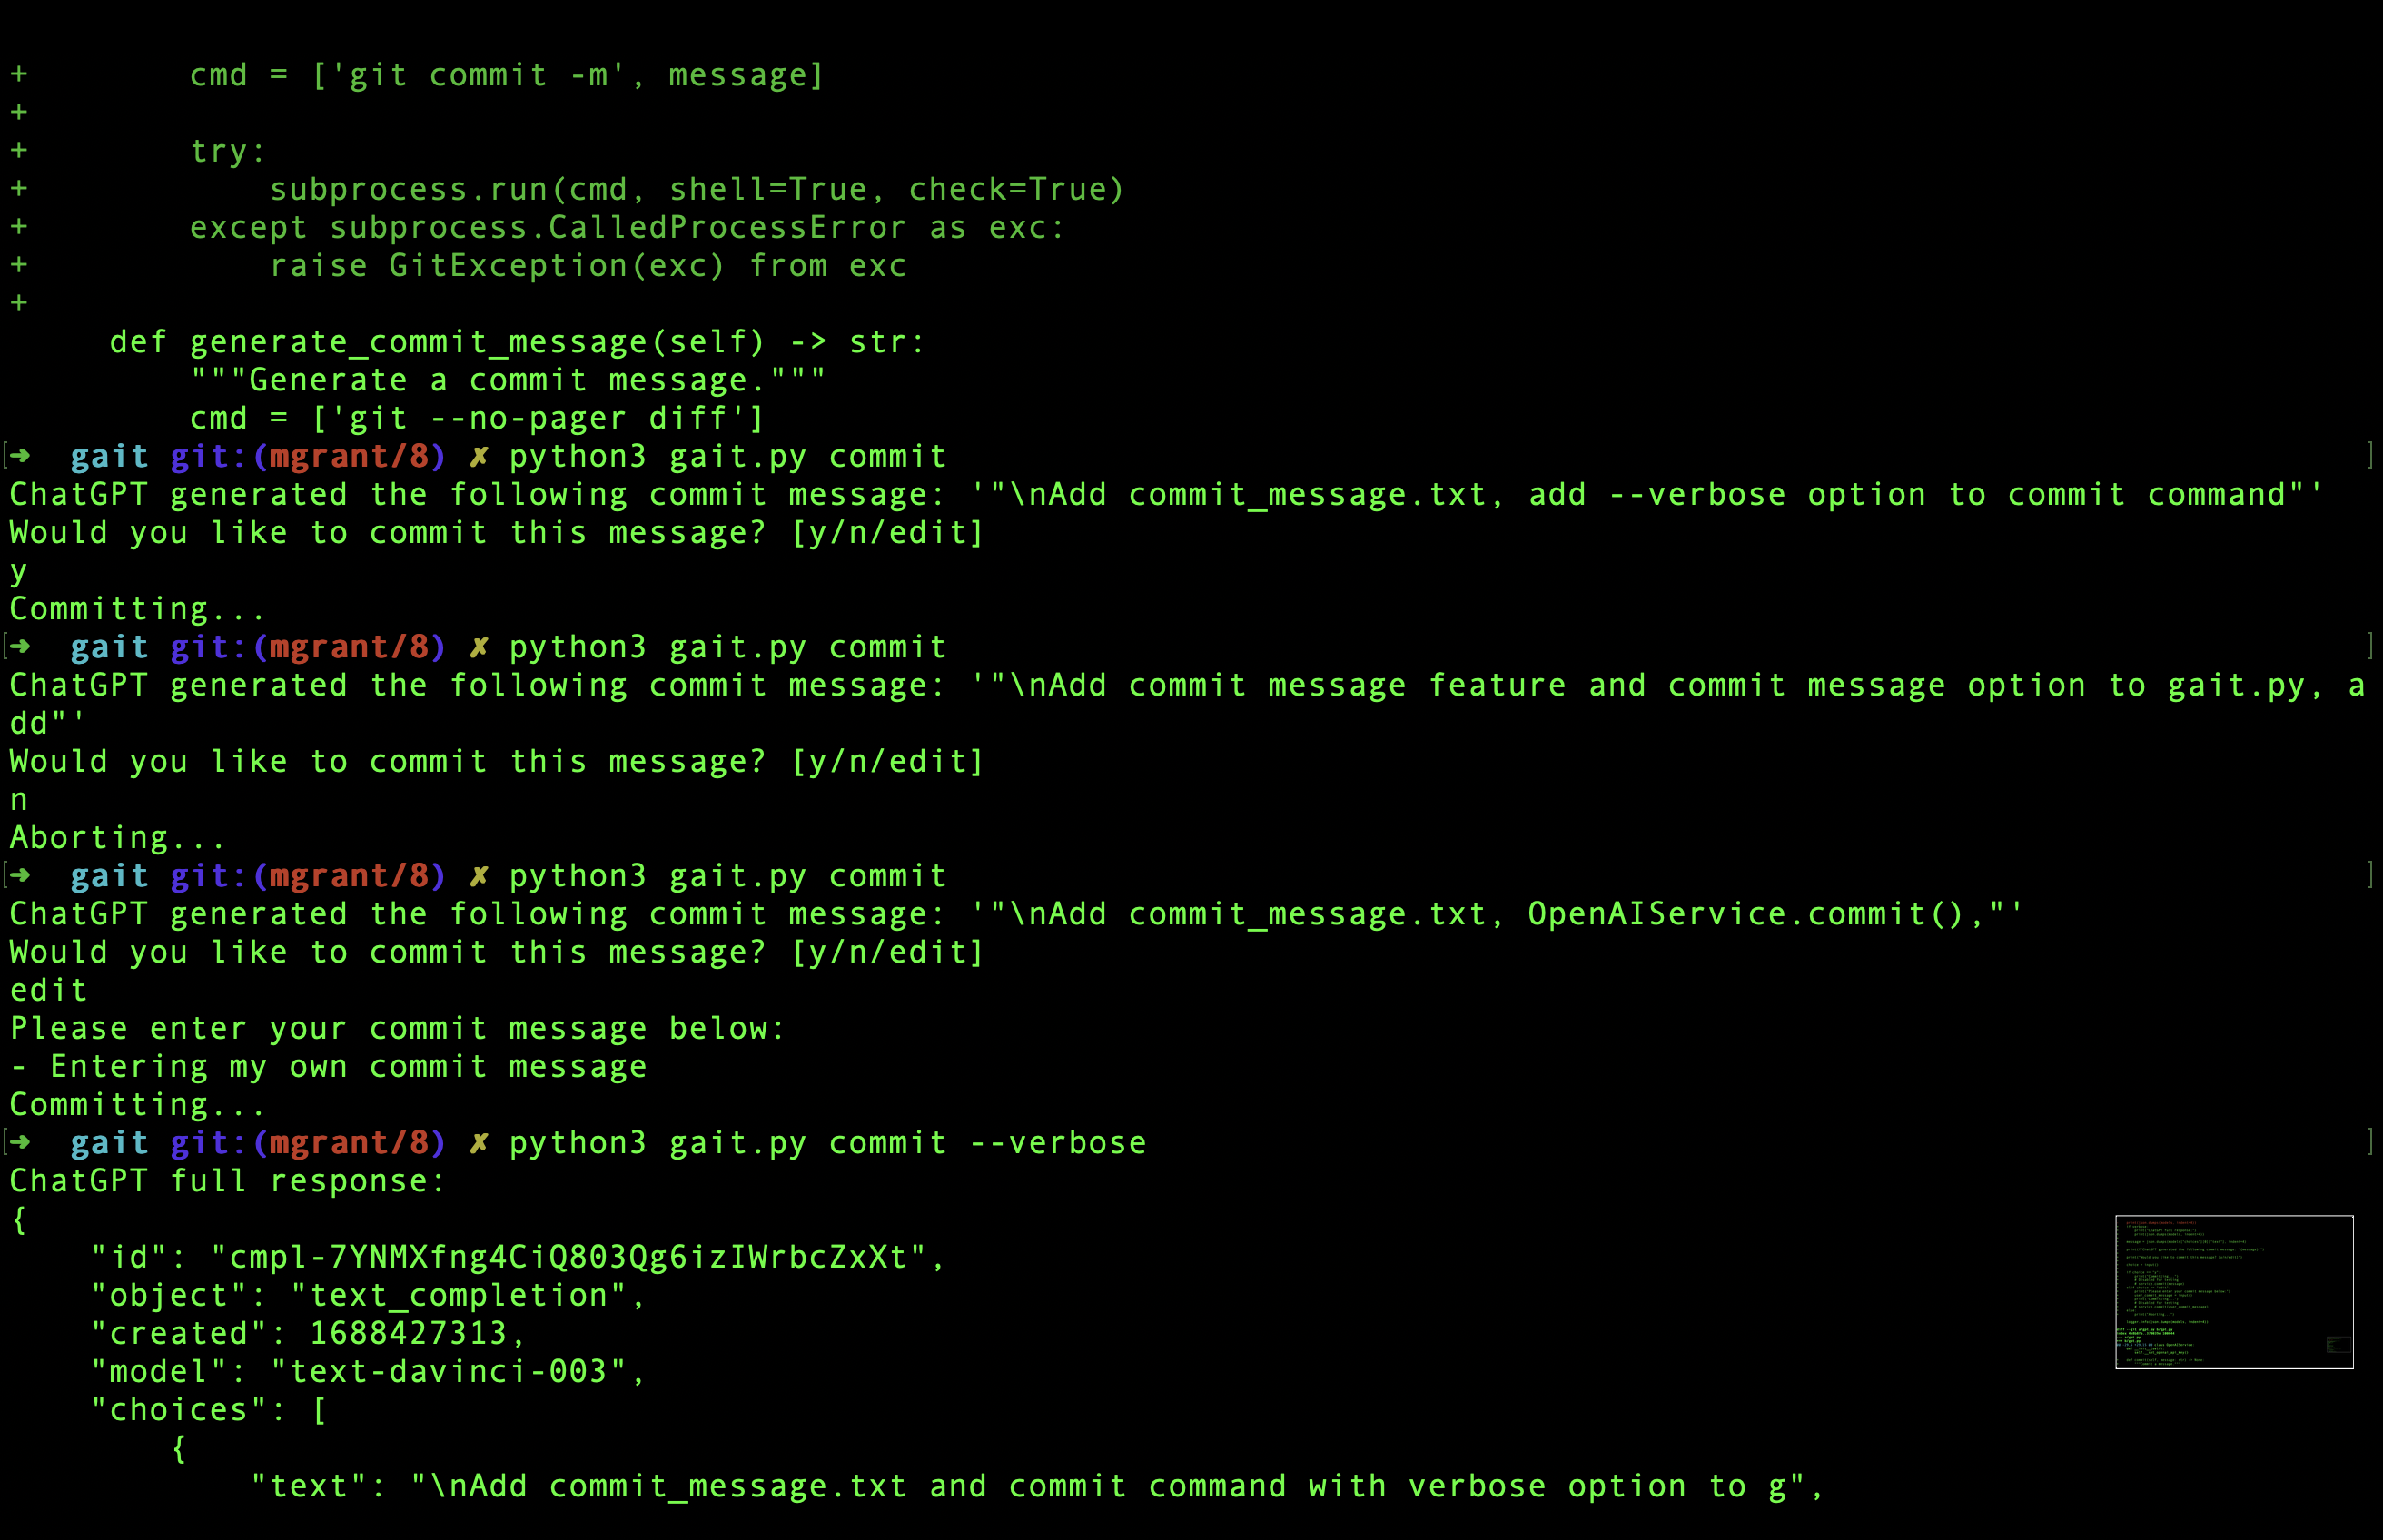 +        cmd = ['git commit -m', message]
+
+        try:
+            subprocess.run(cmd, shell=True, check=True)
+        except subprocess.CalledProcessError as exc:
+            raise GitException(exc) from exc
+
     def generate_commit_message(self) -> str:
         """Generate a commit message."""
         cmd = ['git --no-pager diff']
[➜  gait git:(mgrant/8) ✗ python3 gait.py commit ]
ChatGPT generated the following commit message: '"\nAdd commit_message.txt, add --verbose option to commit command"'
Would you like to commit this message? [y/n/edit]
y
Committing...
[➜  gait git:(mgrant/8) ✗ python3 gait.py commit ]
ChatGPT generated the following commit message: '"\nAdd commit message feature and commit message option to gait.py, a
dd"'
Would you like to commit this message? [y/n/edit]
n
Aborting...
[➜  gait git:(mgrant/8) ✗ python3 gait.py commit ]
ChatGPT generated the following commit message: '"\nAdd commit_message.txt, OpenAIService.commit(),"'
Would you like to commit this message? [y/n/edit]
edit
Please enter your commit message below:
- Entering my own commit message
Committing...
[➜  gait git:(mgrant/8) ✗ python3 gait.py commit --verbose ]
ChatGPT full response:
{
    "id": "cmpl-7YNMXfng4CiQ803Qg6izIWrbcZxXt",
    "object": "text_completion",
    "created": 1688427313,
    "model": "text-davinci-003",
    "choices": [
        {
            "text": "\nAdd commit_message.txt and commit command with verbose option to g",